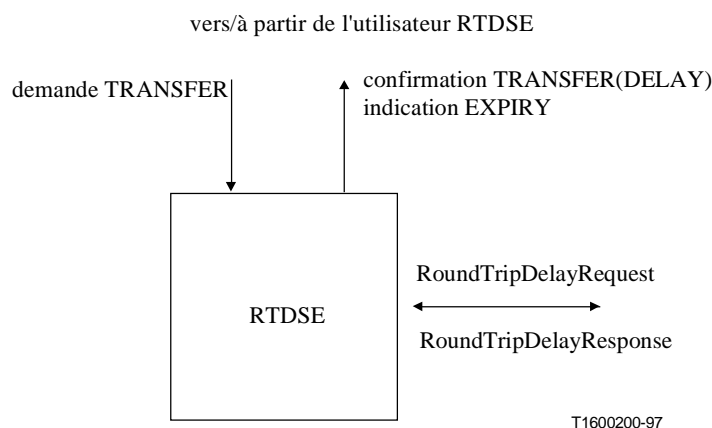 vers/à partir de l'utilisateur RTDSE
demande TRANSFER
confirmation TRANSFER(DELAY)
indication EXPIRY
RTDSE
RoundTripDelayRequest
RoundTripDelayResponse
T1600200-97